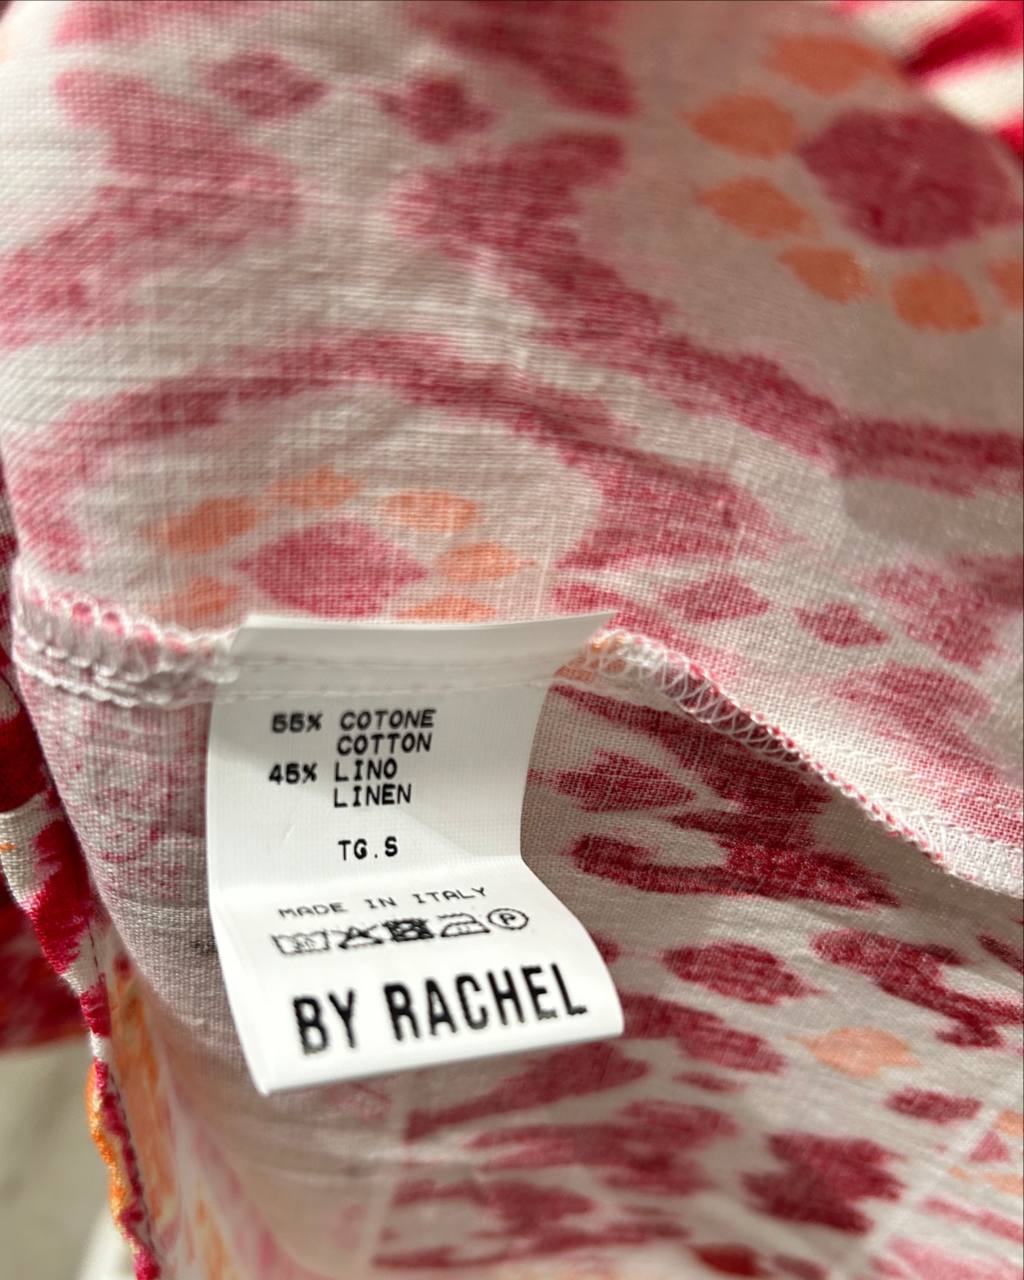 55% COTONE
COTTON
45% LINO
LINEN
TG.S
MADE IN ITALY
P
BY RACHEL